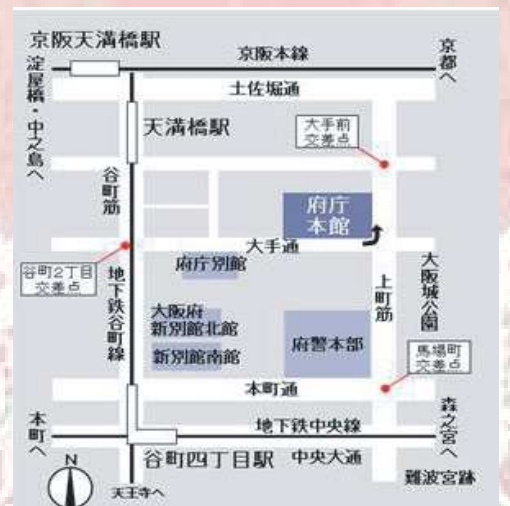 京阪天満橋駅
京阪本線
京都へ
淀屋橋・中之島へ
土佐堀通
天満橋駅
大手前
交差点
谷町筋
府庁
本館
大手通
府庁別館
谷町2丁目
交差点
地下鉄谷町線
大阪府
新別館北館
新別館南館
府警本部
上町筋
大阪城公園
馬場町
交差点
本町通
本町へ
地下鉄中央線
森之宮へ
谷町四丁目駅
中央大通
難波宮跡
N
天王寺へ